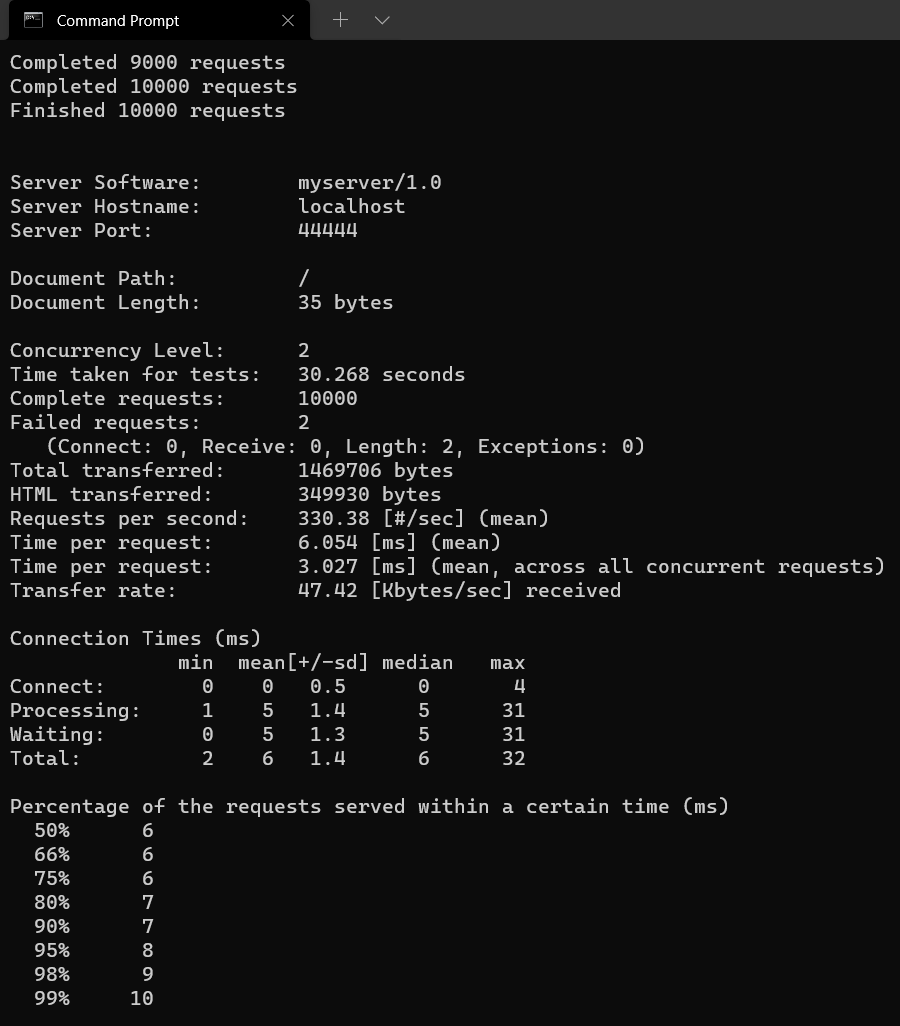 Command Prompt
Completed 9000 requests
Completed 10000 requests
Finished 10000 requests
Server Software: myserver/1.0
Server Hostname: localhost
Server Port: 44444
Document Path: /
Document Length: 35 bytes
Concurrency Level: 2
Time taken for tests: 30.268 seconds
Complete requests: 10000
Failed requests: 2
(Connect: 0, Receive: 0, Length: 2, Exceptions: 0)
Total transferred: 1469706 bytes
HTML transferred: 349930 bytes
Requests per second: 330.38 [#/sec] (mean)
Time per request: 6.054 [ms] (mean)
Time per request: 3.027 [ms] (mean, across all concurrent requests)
Transfer rate: 47.42 [Kbytes/sec] received
Connection Times (ms)
min mean[+/-sd] median max
Connect: 0 0 0.5 0 4
Processing: 1 5 1.4 5 31
Waiting: 0 5 1.3 5 31
Total: 2 6 1.4 6 32
Percentage of the requests served within a certain time (ms)
50% 6
66% 6
75% 6
80% 7
90% 7
95% 8
98% 9
99% 10